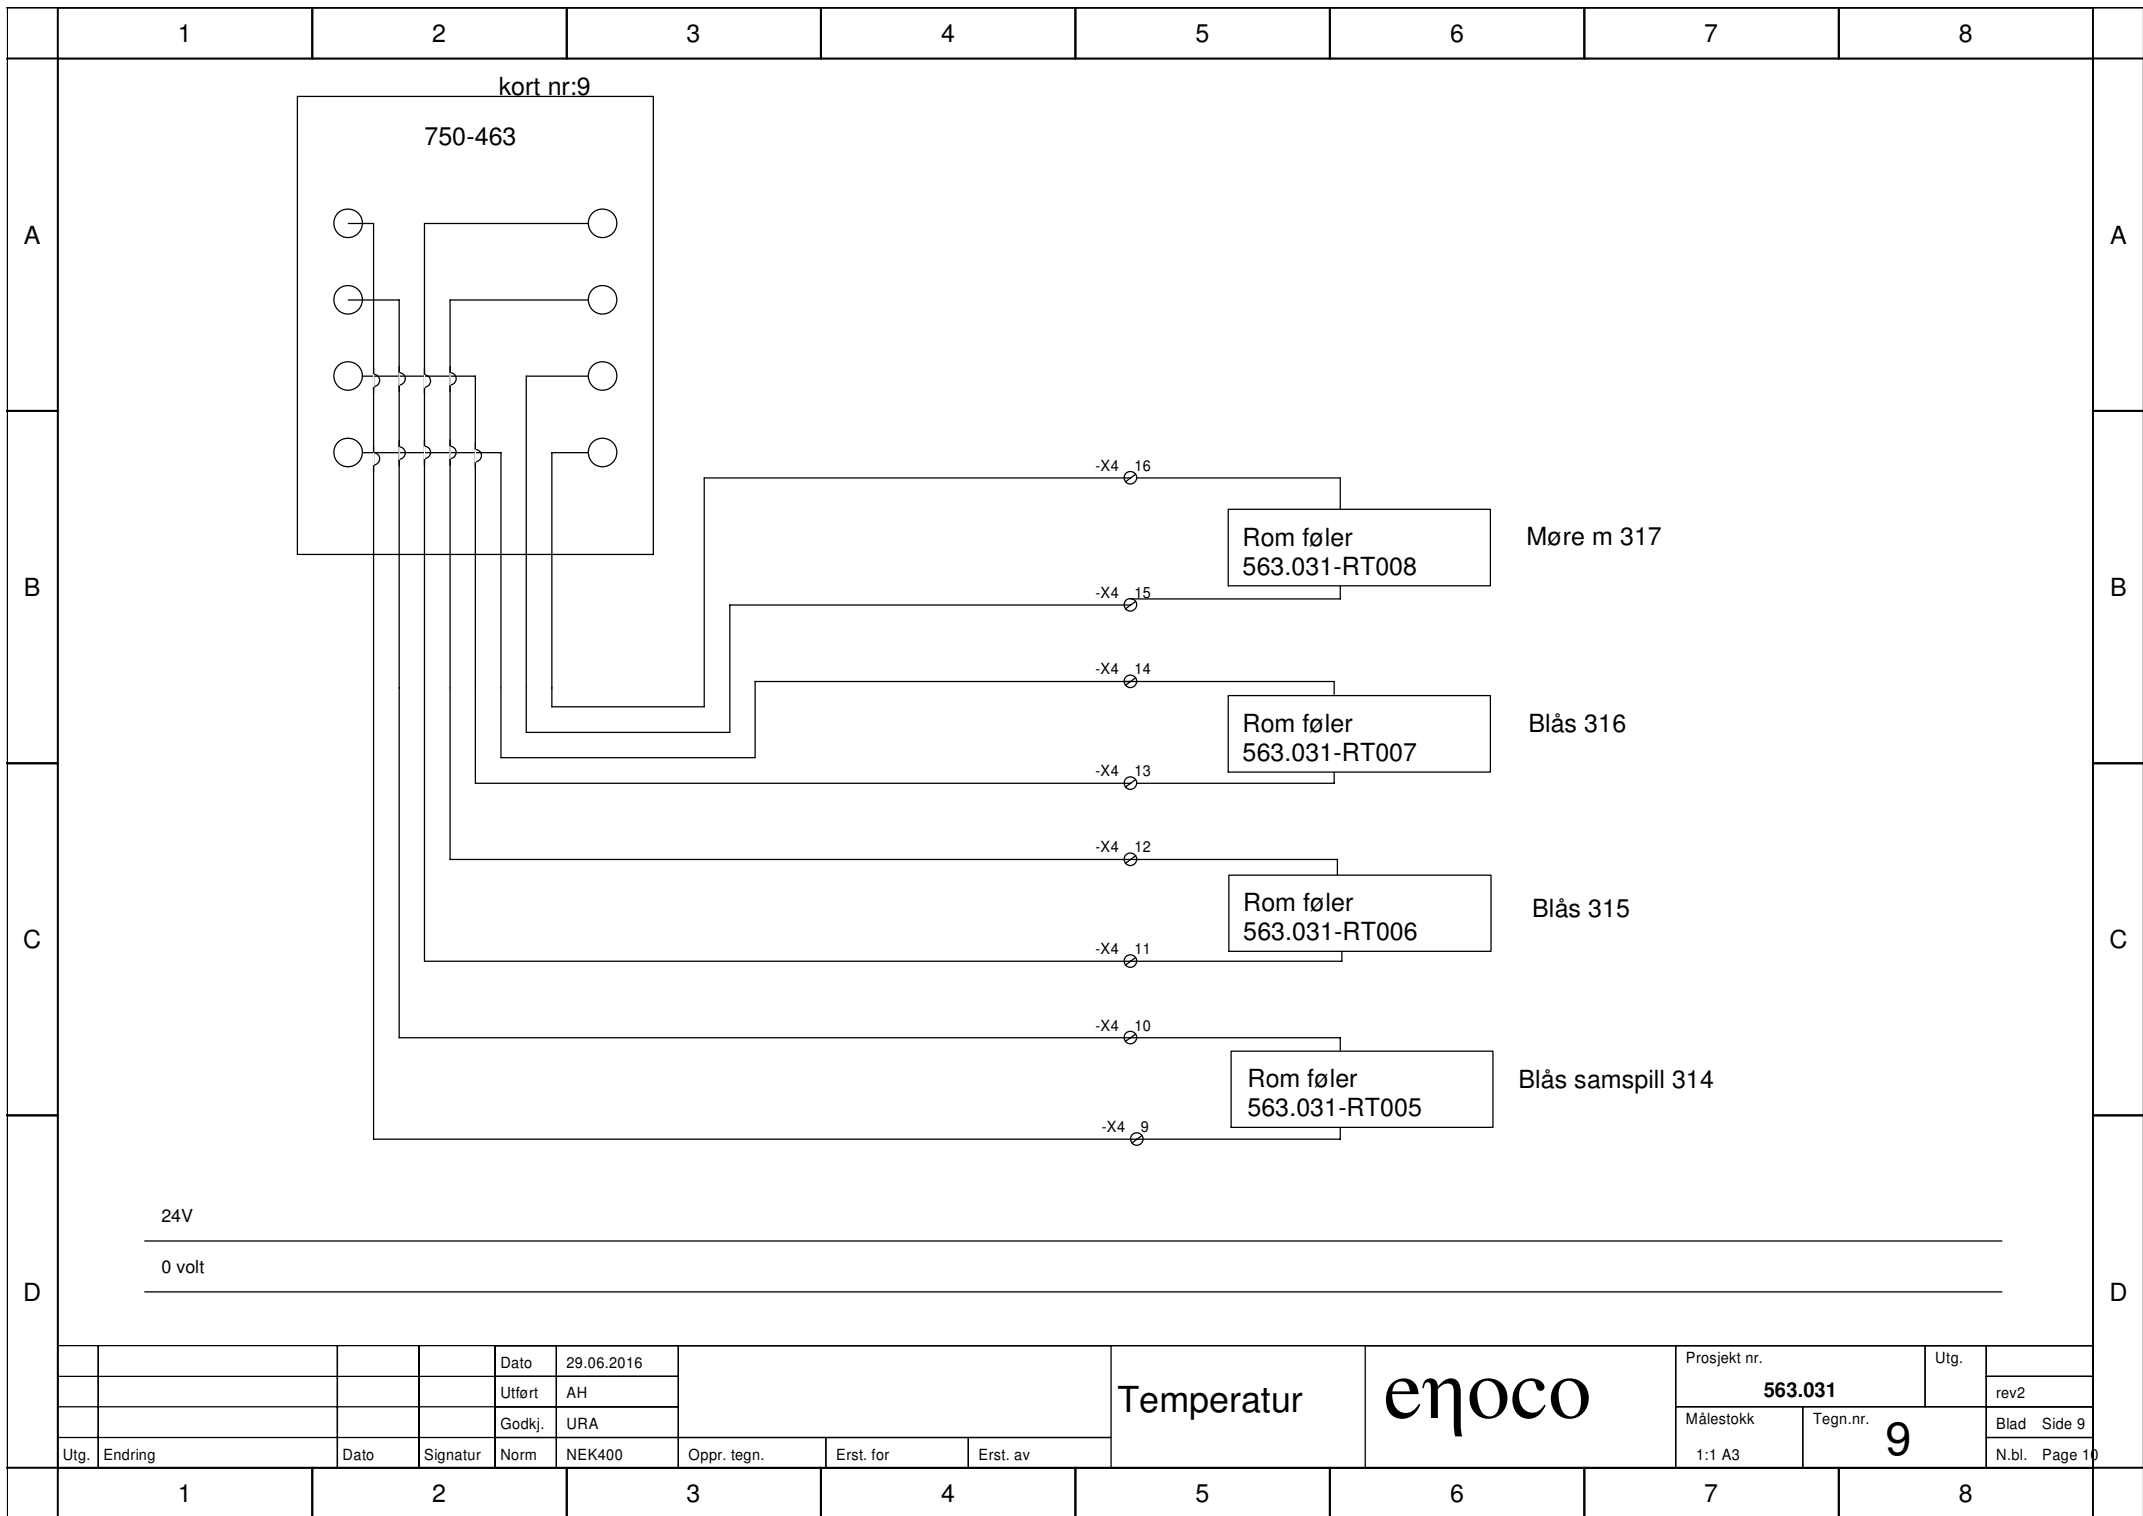 1 2 3 4 5 6 7 8
kort nr:9
750-463
A A
-X4 16
Rom føler
563.031-RT008
Møre m 317
B B
-X4 15
-X4 14
Rom føler
563.031-RT007
Blås 316
-X4 13
-X4 12
Rom føler
563.031-RT006
Blås 315
C C
-X4 11
-X4 10
Rom føler
563.031-RT005
Blås samspill 314
-X4 9
24V
0 volt
D D
Dato 29.06.2016
Utført AH
Godkj. URA
Utg. Endring Dato Signatur Norm NEK400 Oppr. tegn. Erst. for Erst. av
Temperatur
eηoco
Prosjekt nr. Utg.
563.031
rev2
Målestokk Tegn.nr.
1:1 A3
9
Blad Side 9
N.bl. Page 10
1 2 3 4 5 6 7 8